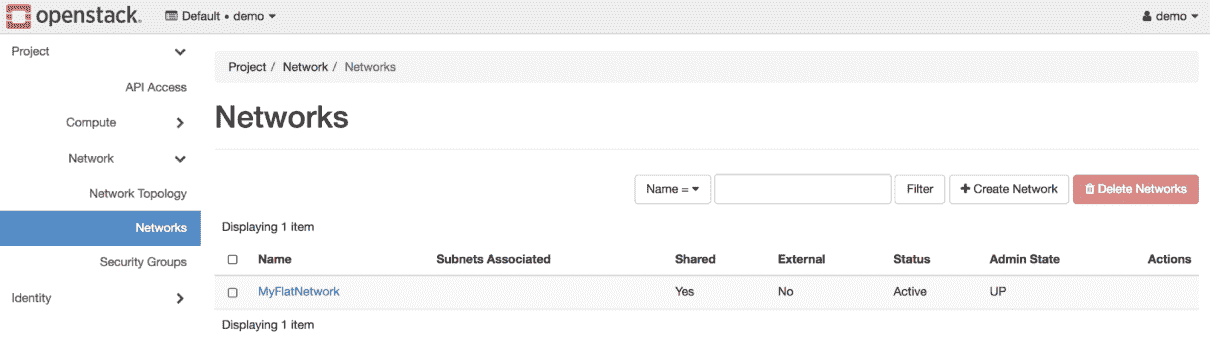 openstack. Default • demo demo
Project
API Access
Compute
Network
Network Topology
Networks
Security Groups
Identity
Project / Network / Networks
Networks
Name = Filter + Create Network Delete Networks
Displaying 1 item
Name Subnets Associated Shared External Status Admin State Actions
MyFlatNetwork Yes No Active UP
Displaying 1 item